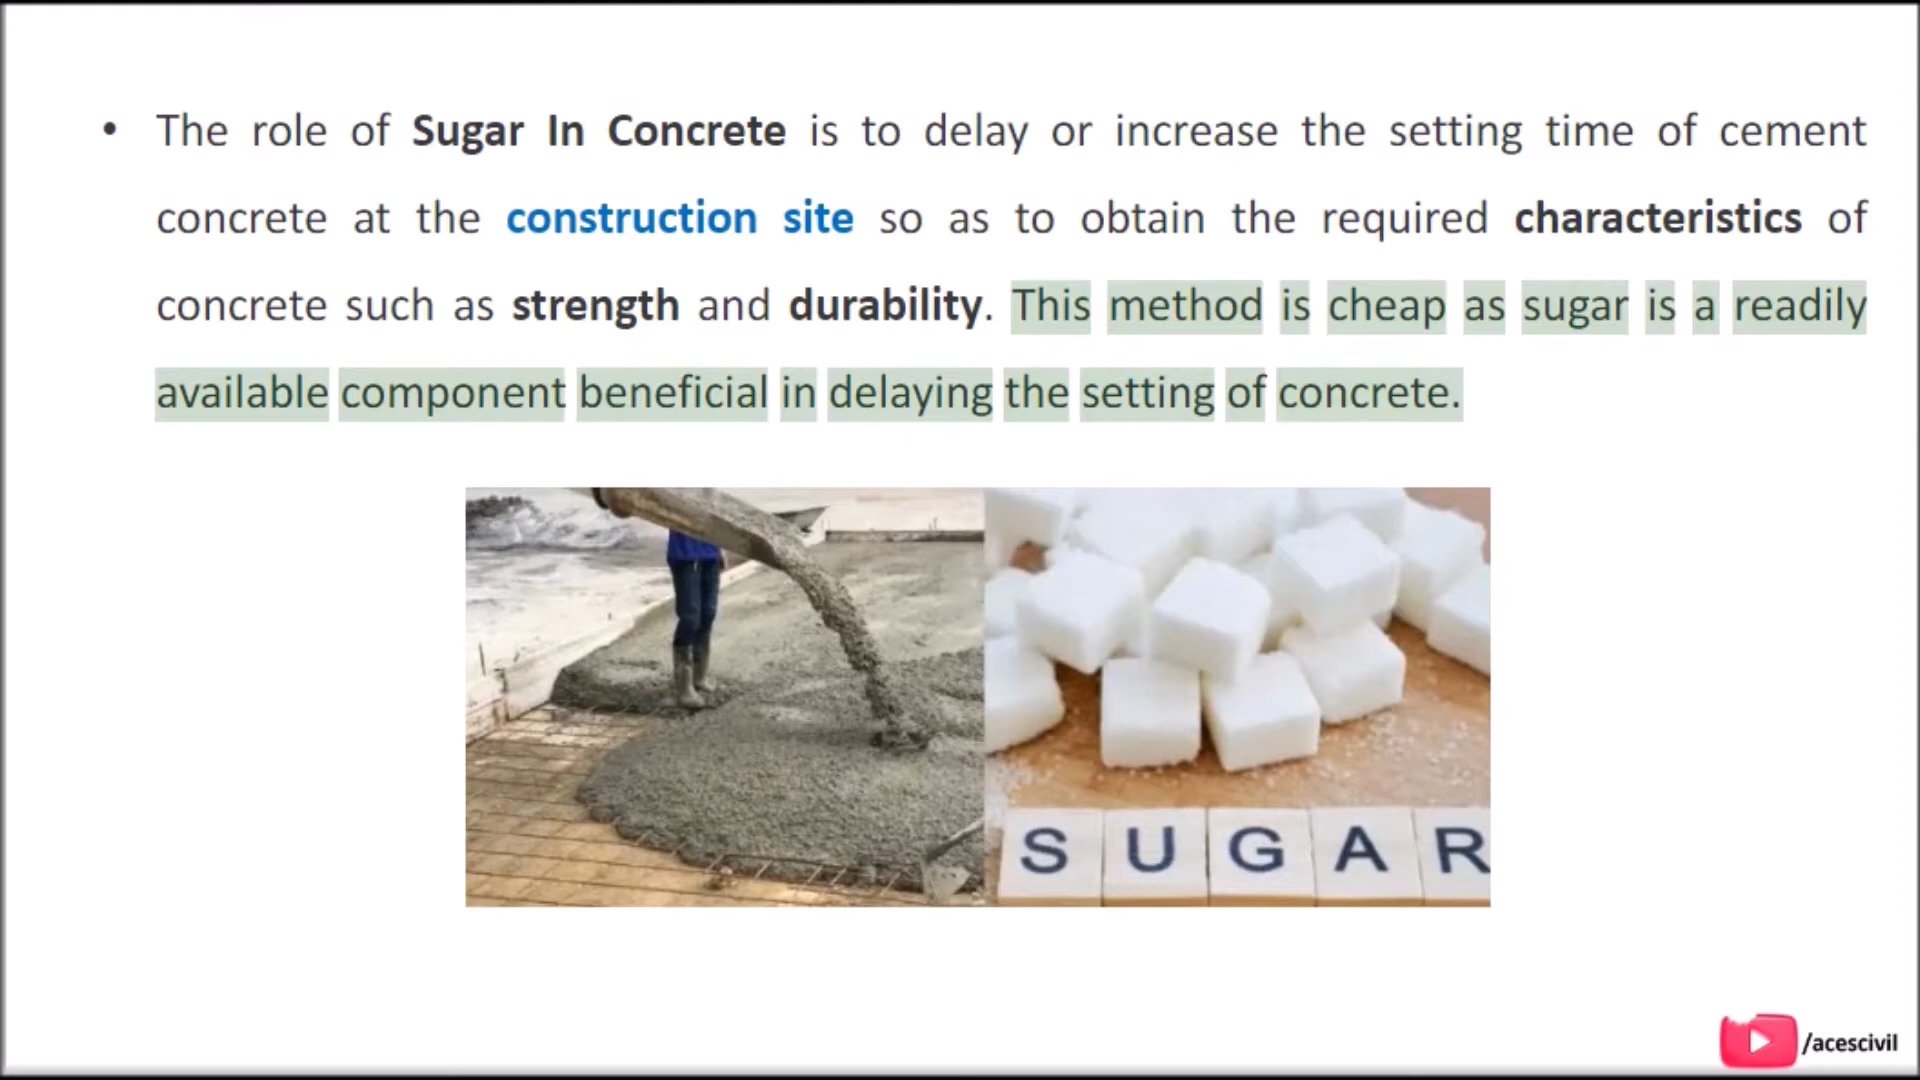 • The role of Sugar In Concrete is to delay or increase the setting time of cement
concrete at the construction site so as to obtain the required characteristics of
concrete such as strength and durability. This method is cheap as sugar is a readily
available component beneficial in delaying the setting of concrete.
SUGAR
/acescivil